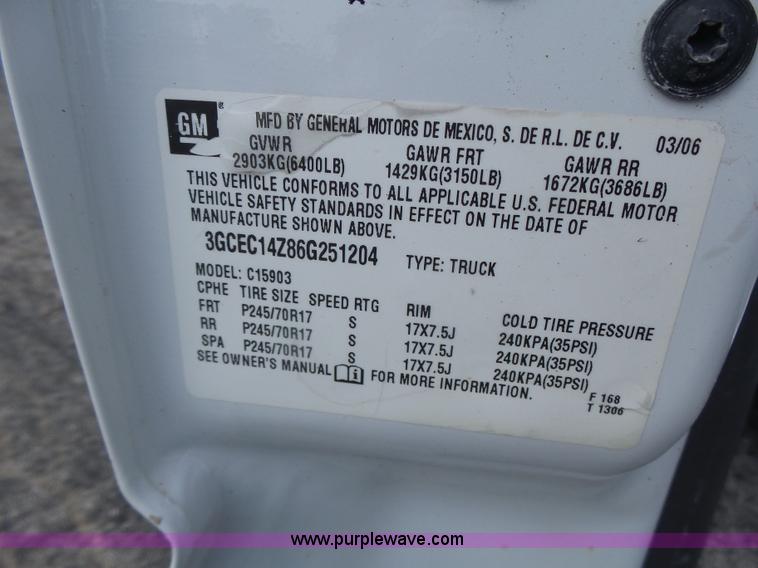 GM ® MFD BY GENERAL MOTORS DE MEXICO, S. DE R.L. DE C.V. 03/06
GVWR GAWR FRT GAWR RR
2903KG(6400LB) 1429KG(3150LB) 1672KG(3686LB)
THIS VEHICLE CONFORMS TO ALL APPLICABLE U.S. FEDERAL MOTOR
VEHICLE SAFETY STANDARDS IN EFFECT ON THE DATE OF
MANUFACTURE SHOWN ABOVE.
3GCEC14Z86G251204 TYPE: TRUCK
MODEL: C15903
CPHE TIRE SIZE SPEED RTG RIM COLD TIRE PRESSURE
FRT P245/70R17 S 17X7.5J 240KPA(35PSI)
RR P245/70R17 S 17X7.5J 240KPA(35PSI)
SPA P245/70R17 S 17X7.5J 240KPA(35PSI)
SEE OWNER'S MANUAL FOR MORE INFORMATION.
F 168
T 1306
www.purplewave.com